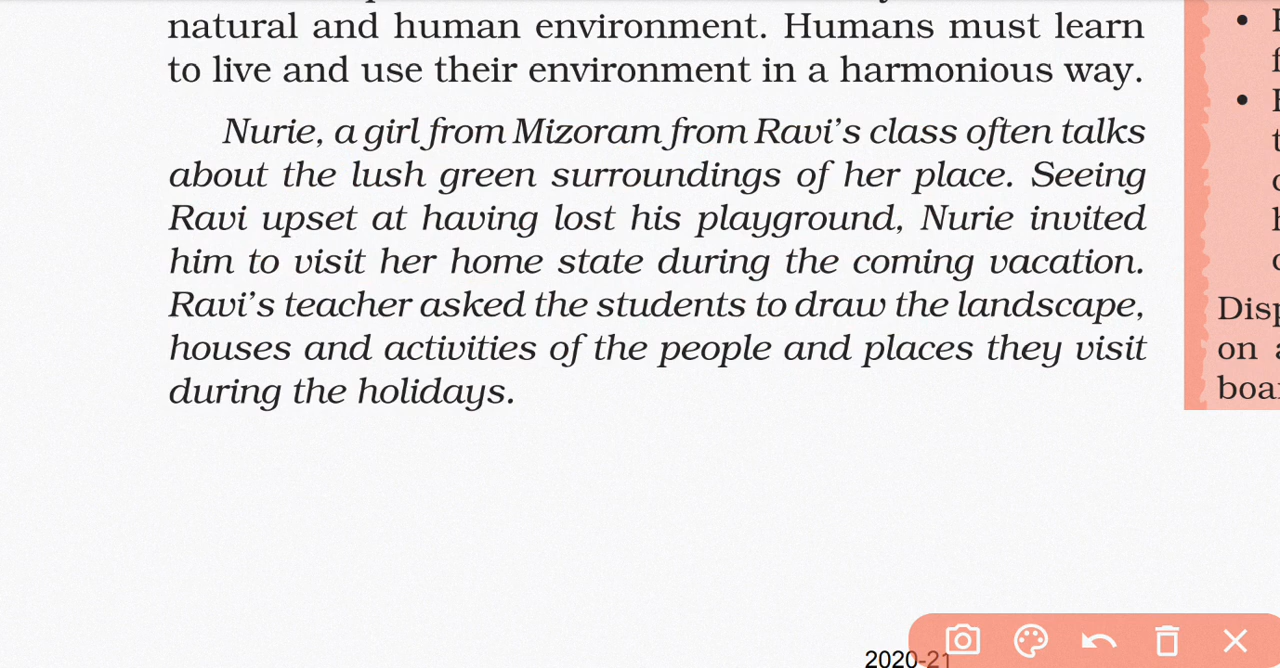 natural and human environment. Humans must learn
to live and use their environment in a harmonious way.
Nurie, a girl from Mizoram from Ravi's class often talks
about the lush green surroundings of her place. Seeing
Ravi upset at having lost his playground, Nurie invited
him to visit her home state during the coming vacation.
Ravi's teacher asked the students to draw the landscape,
houses and activities of the people and places they visit
during the holidays.
on
2020-21